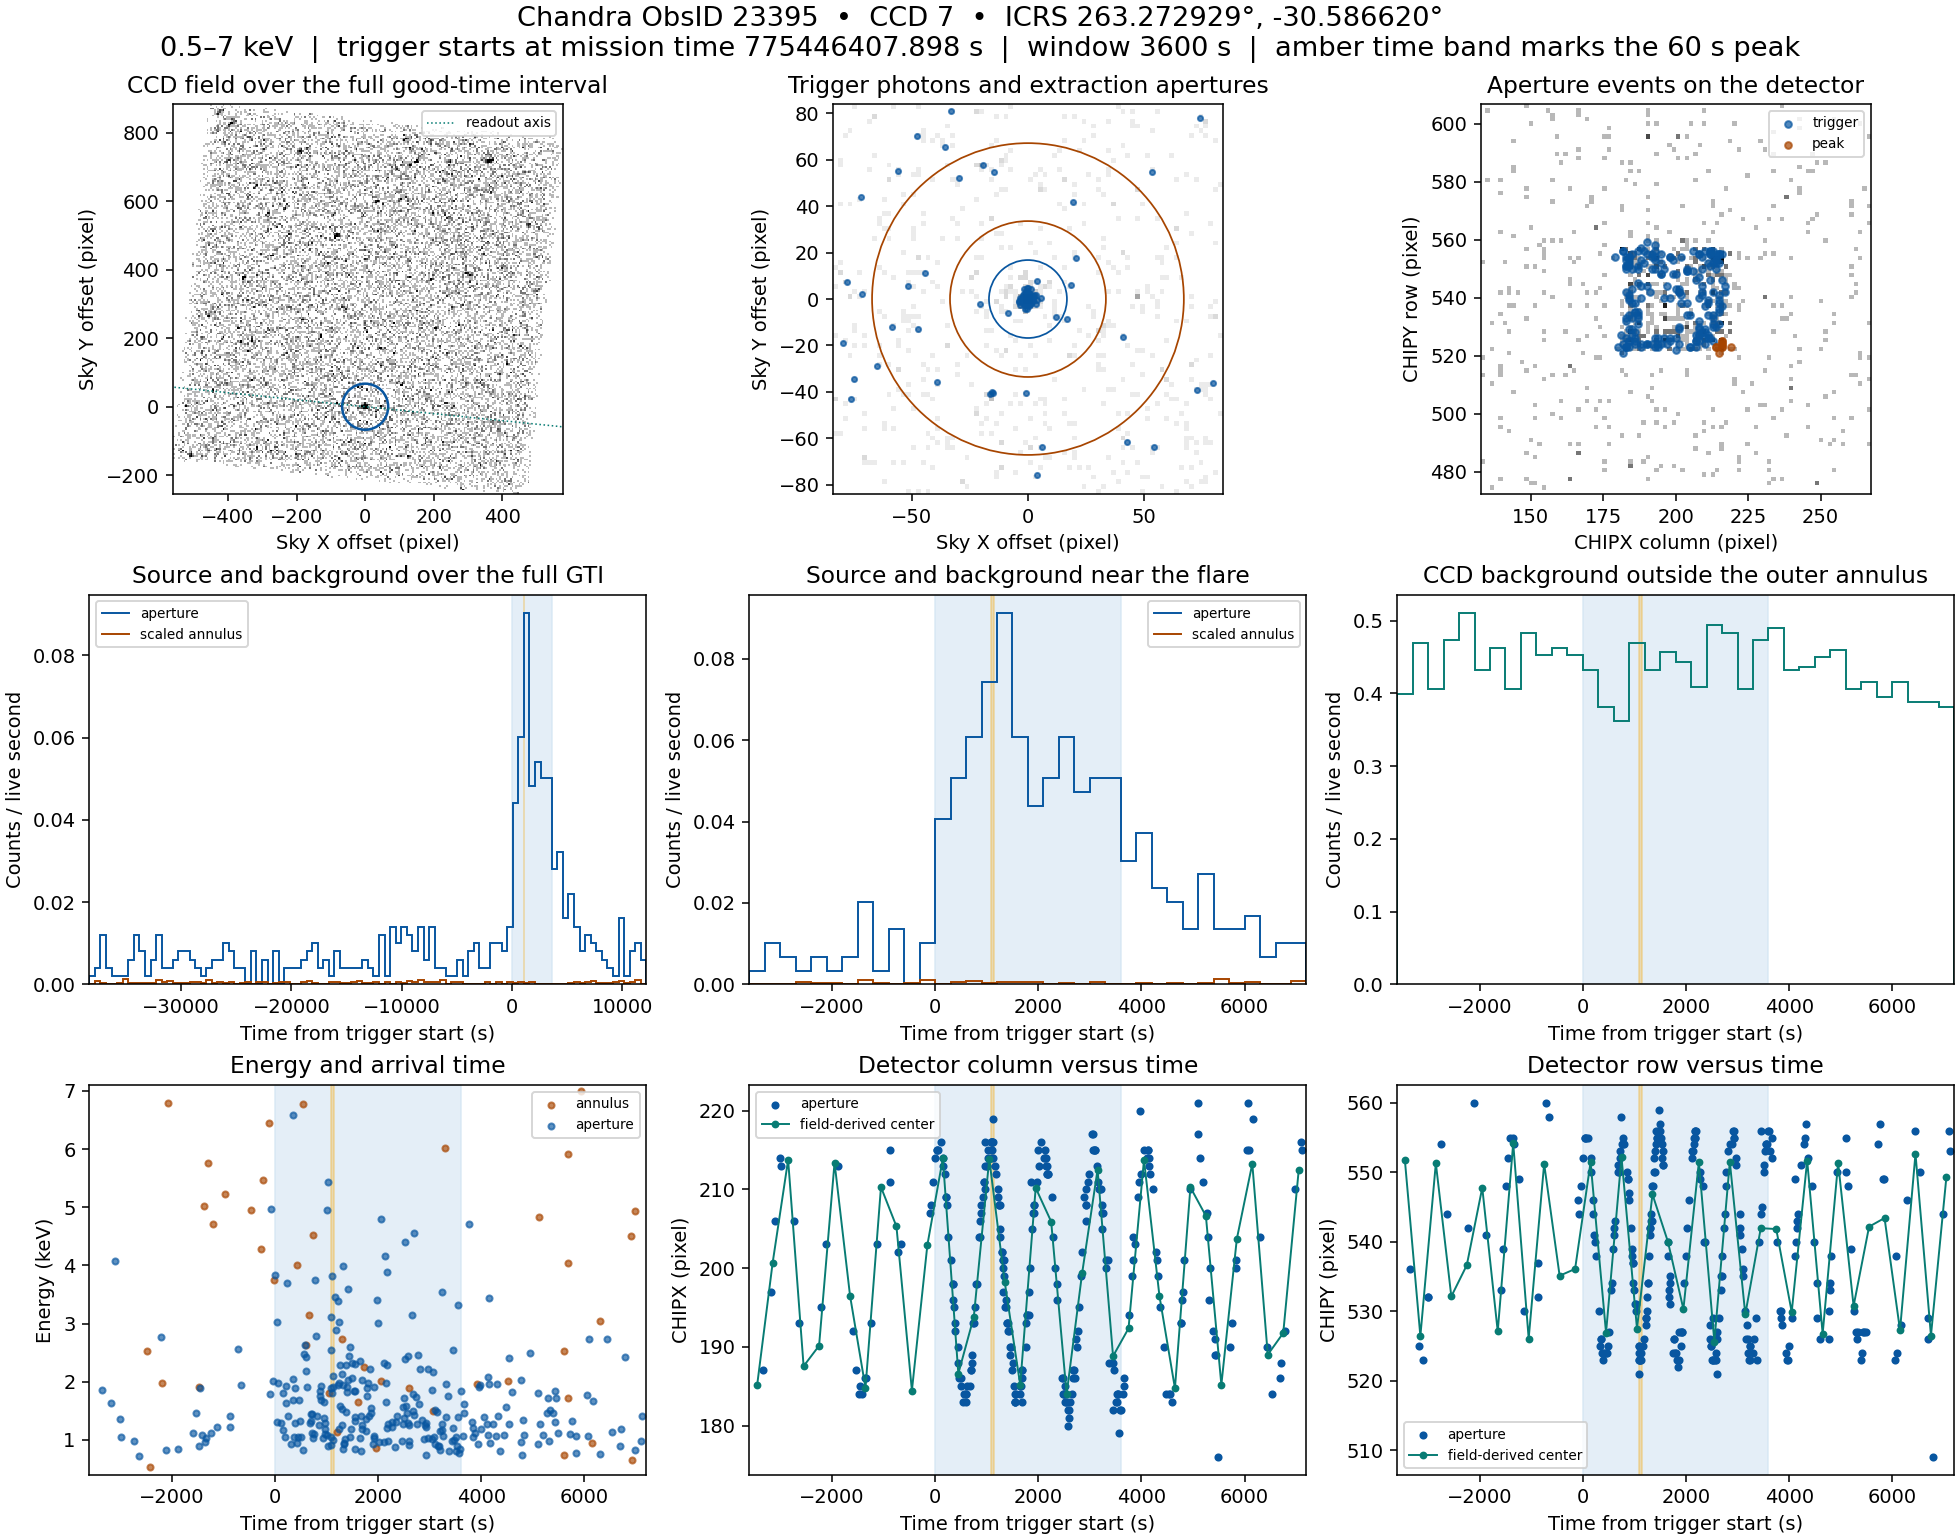 Chandra ObsID 23395 • CCD 7 • ICRS 263.272929°, -30.586620°
0.5–7 keV | trigger starts at mission time 775446407.898 s | window 3600 s | amber time band marks the 60 s peak
CCD field over the full good-time interval
readout axis
800
600
400
200
0
−200
−400
−200
0
200
400
Sky Y offset (pixel)
Sky X offset (pixel)
Trigger photons and extraction apertures
80
60
40
20
0
−20
−40
−60
−80
−50
0
50
Sky Y offset (pixel)
Sky X offset (pixel)
Aperture events on the detector
trigger
peak
600
580
560
540
520
500
480
150
175
200
225
250
CHIPY row (pixel)
CHIPX column (pixel)
Source and background over the full GTI
aperture
scaled annulus
0.08
0.06
0.04
0.02
0.00
−30000
−20000
−10000
0
10000
Counts / live second
Time from trigger start (s)
Source and background near the flare
aperture
scaled annulus
0.08
0.06
0.04
0.02
0.00
−2000
0
2000
4000
6000
Counts / live second
Time from trigger start (s)
CCD background outside the outer annulus
0.5
0.4
0.3
0.2
0.1
0.0
−2000
0
2000
4000
6000
Counts / live second
Time from trigger start (s)
Energy and arrival time
annulus
aperture
7
6
5
4
3
2
1
−2000
0
2000
4000
6000
Energy (keV)
Time from trigger start (s)
Detector column versus time
aperture
field-derived center
220
210
200
190
180
−2000
0
2000
4000
6000
CHIPX (pixel)
Time from trigger start (s)
Detector row versus time
aperture
field-derived center
560
550
540
530
520
510
−2000
0
2000
4000
6000
CHIPY (pixel)
Time from trigger start (s)